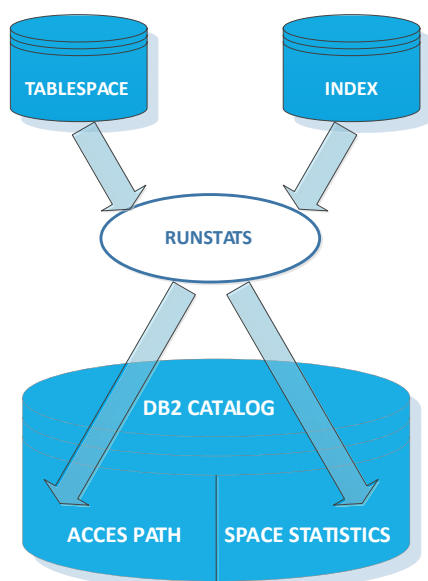 TABLESPACE
INDEX
RUNSTATS
DB2 CATALOG
ACCES PATH
SPACE STATISTICS